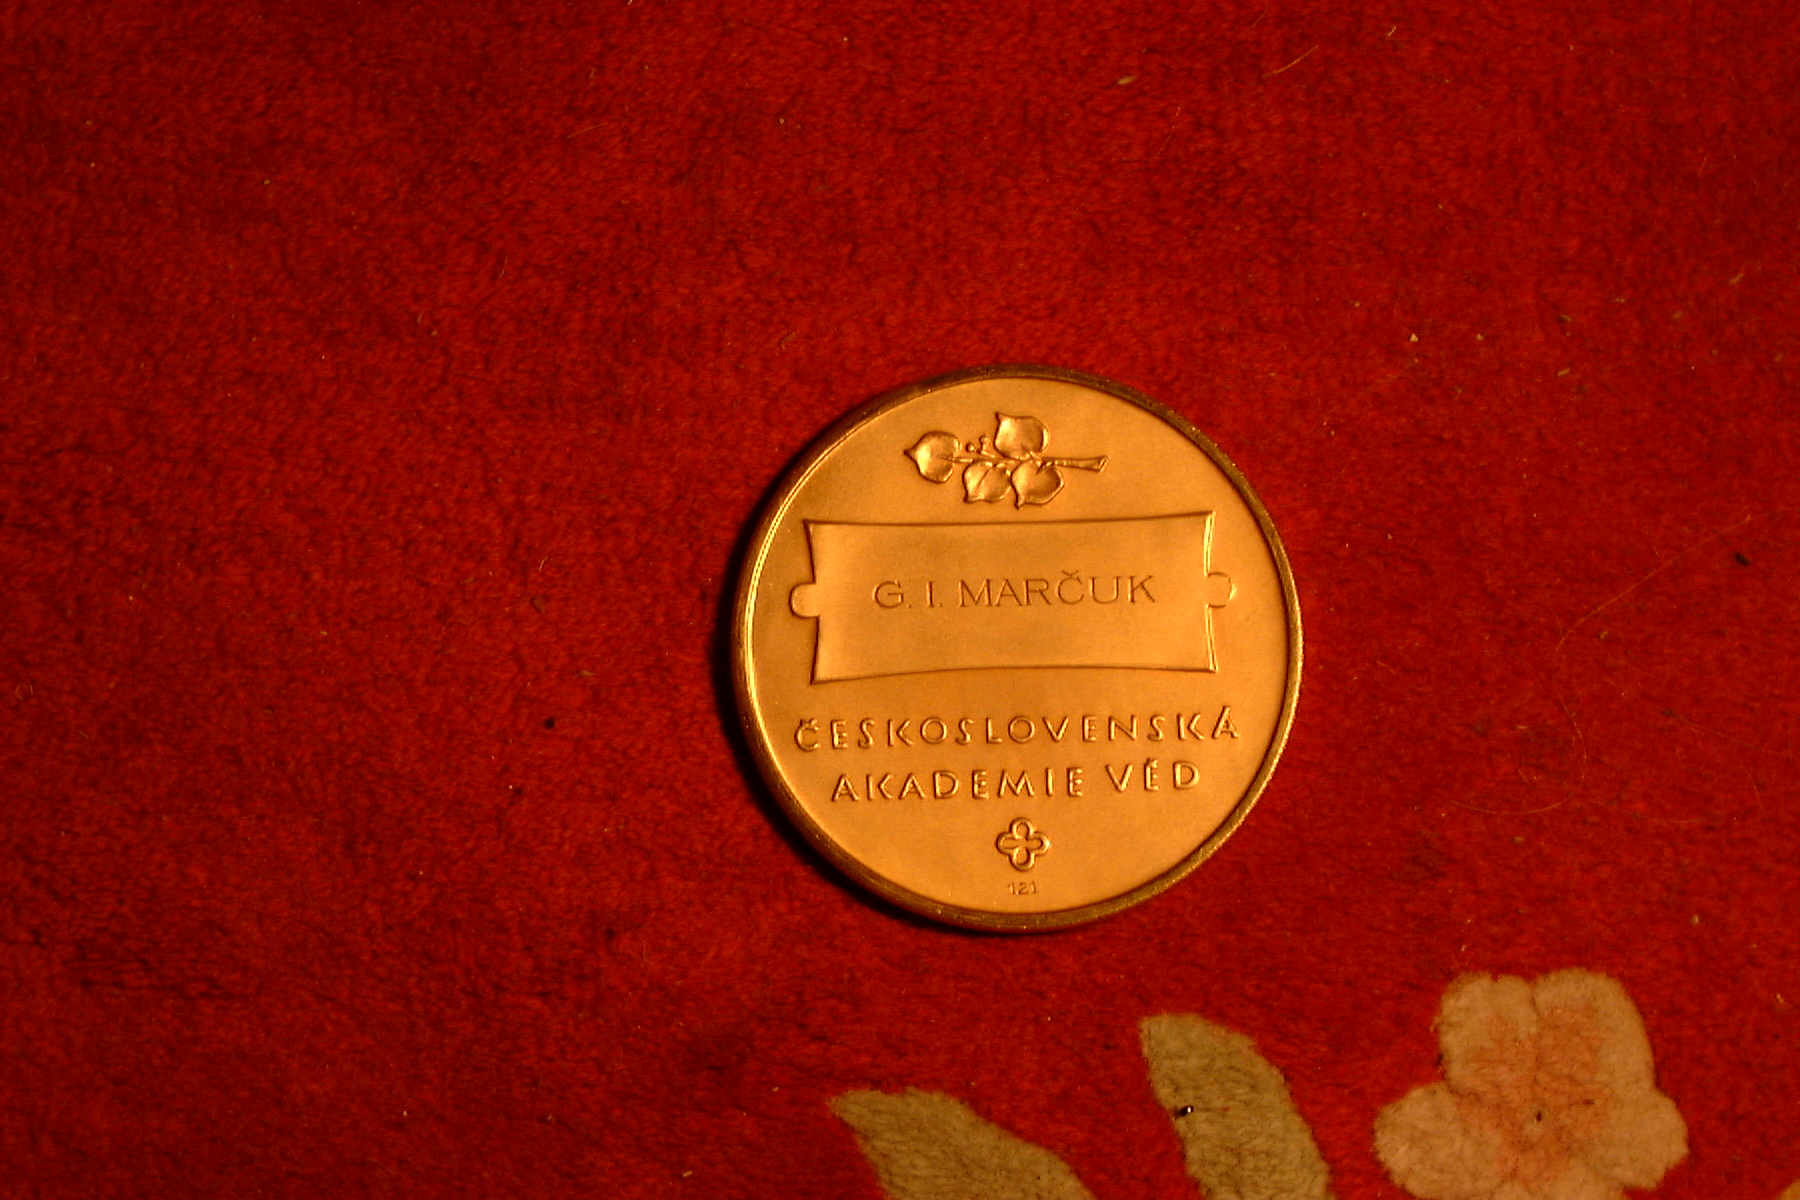 G. I. MARČUK
ČESKOSLOVENSKÁ
AKADEMIE VĚD
121